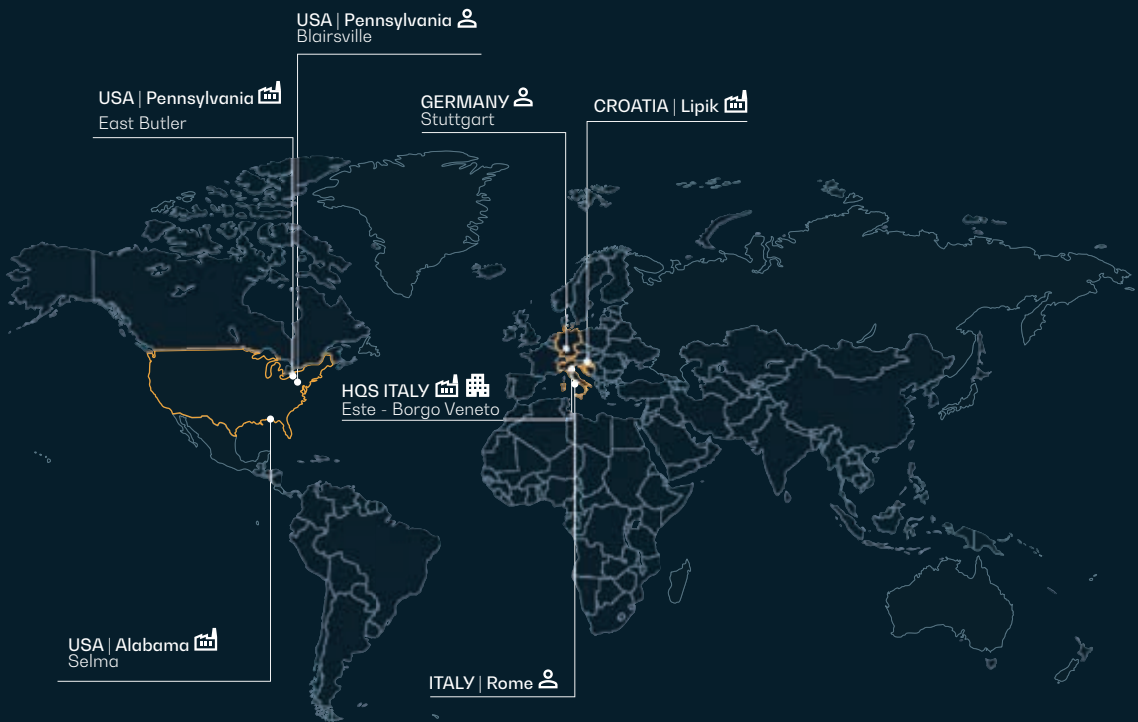 USA | Pennsylvania
Blairsville
USA | Pennsylvania
East Butler
GERMANY
Stuttgart
CROATIA | Lipik
HQS ITALY
Este - Borgo Veneto
USA | Alabama
Selma
ITALY | Rome